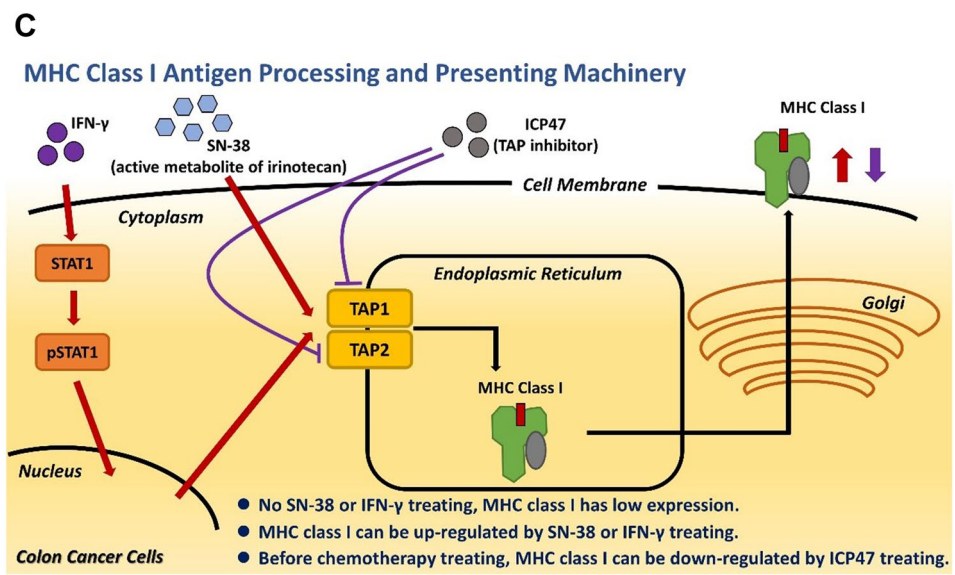 C
MHC Class I Antigen Processing and Presenting Machinery
IFN-γ
SN-38
(active metabolite of irinotecan)
ICP47
(TAP inhibitor)
MHC Class I
Cell Membrane
Cytoplasm
STAT1
pSTAT1
Endoplasmic Reticulum
TAP1
TAP2
MHC Class I
Golgi
Nucleus
Colon Cancer Cells
● No SN-38 or IFN-γ treating, MHC class I has low expression.
● MHC class I can be up-regulated by SN-38 or IFN-γ treating.
● Before chemotherapy treating, MHC class I can be down-regulated by ICP47 treating.